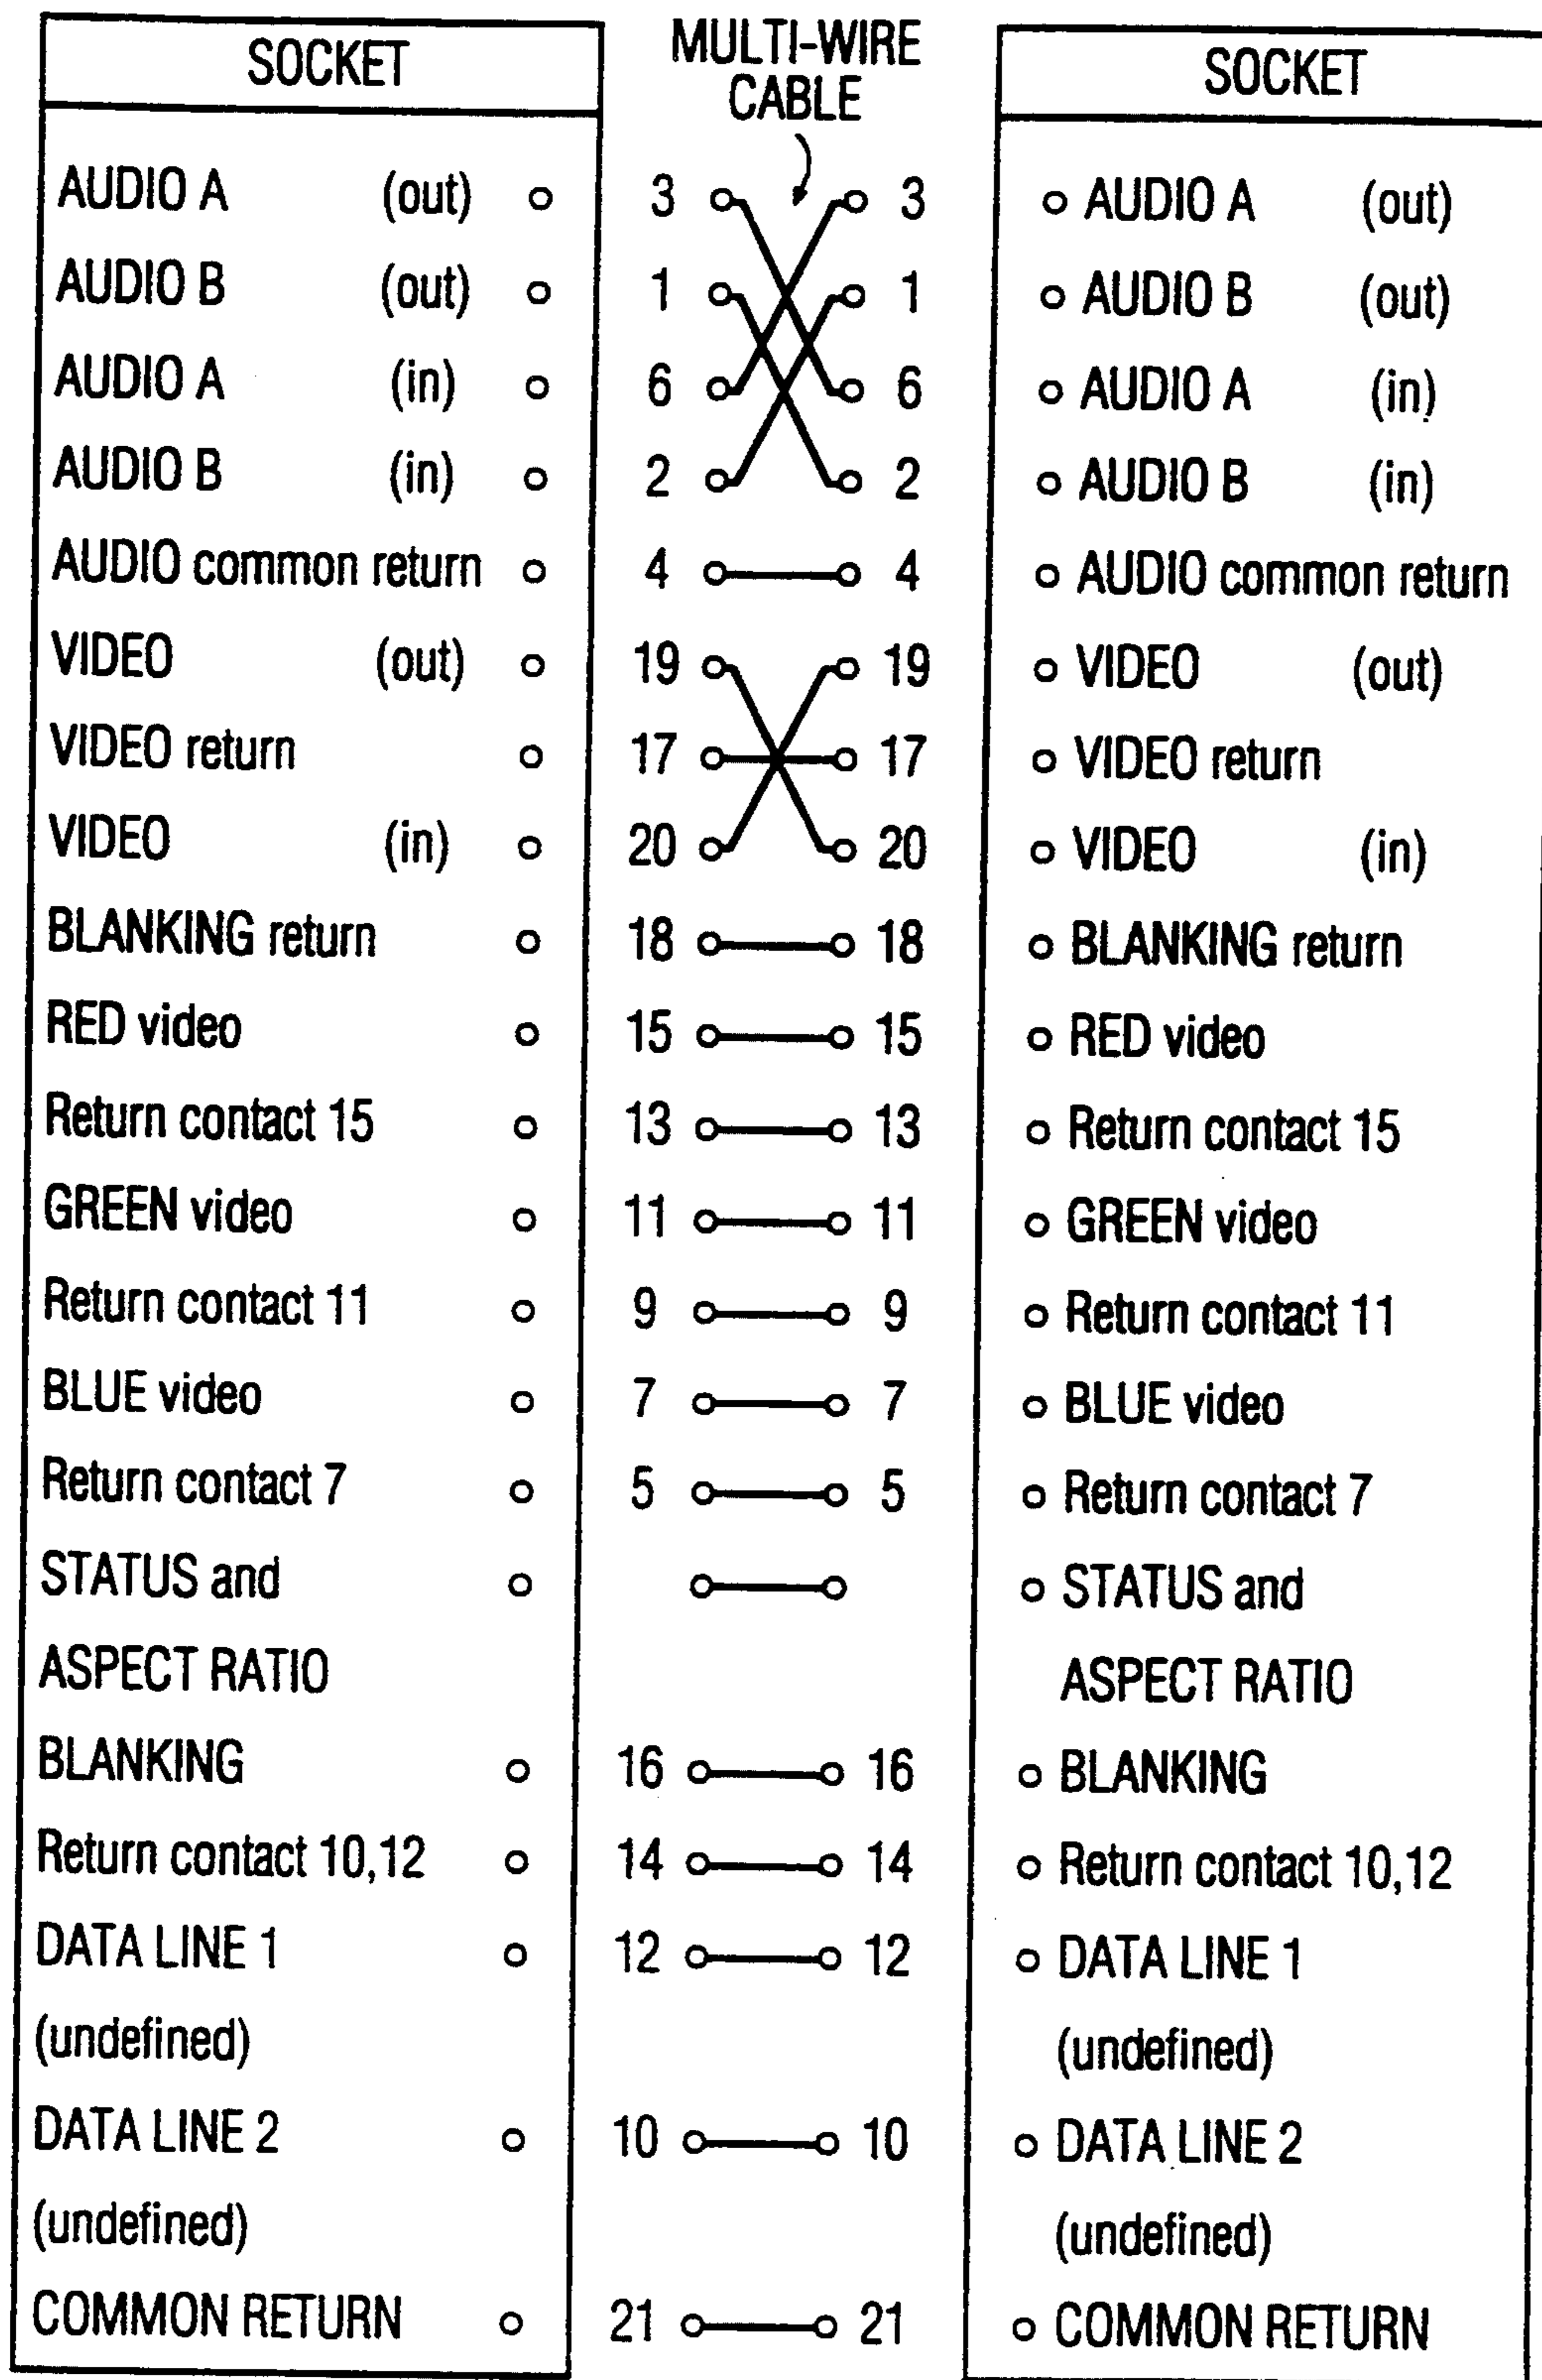 SOCKET MULTI-WIRE CABLE SOCKET
AUDIO A (out) 3 3 AUDIO A (out)
AUDIO B (out) 1 1 AUDIO B (out)
AUDIO A (in) 6 6 AUDIO A (in)
AUDIO B (in) 2 2 AUDIO B (in)
AUDIO common return 4 4 AUDIO common return
VIDEO (out) 19 19 VIDEO (out)
VIDEO return 17 17 VIDEO return
VIDEO (in) 20 20 VIDEO (in)
BLANKING return 18 18 BLANKING return
RED video 15 15 RED video
Return contact 15 13 13 Return contact 15
GREEN video 11 11 GREEN video
Return contact 11 9 9 Return contact 11
BLUE video 7 7 BLUE video
Return contact 7 5 5 Return contact 7
STATUS and STATUS and
ASPECT RATIO ASPECT RATIO
BLANKING 16 16 BLANKING
Return contact 10,12 14 14 Return contact 10,12
DATA LINE 1 12 12 DATA LINE 1
(undefined) (undefined)
DATA LINE 2 10 10 DATA LINE 2
(undefined) (undefined)
COMMON RETURN 21 21 COMMON RETURN